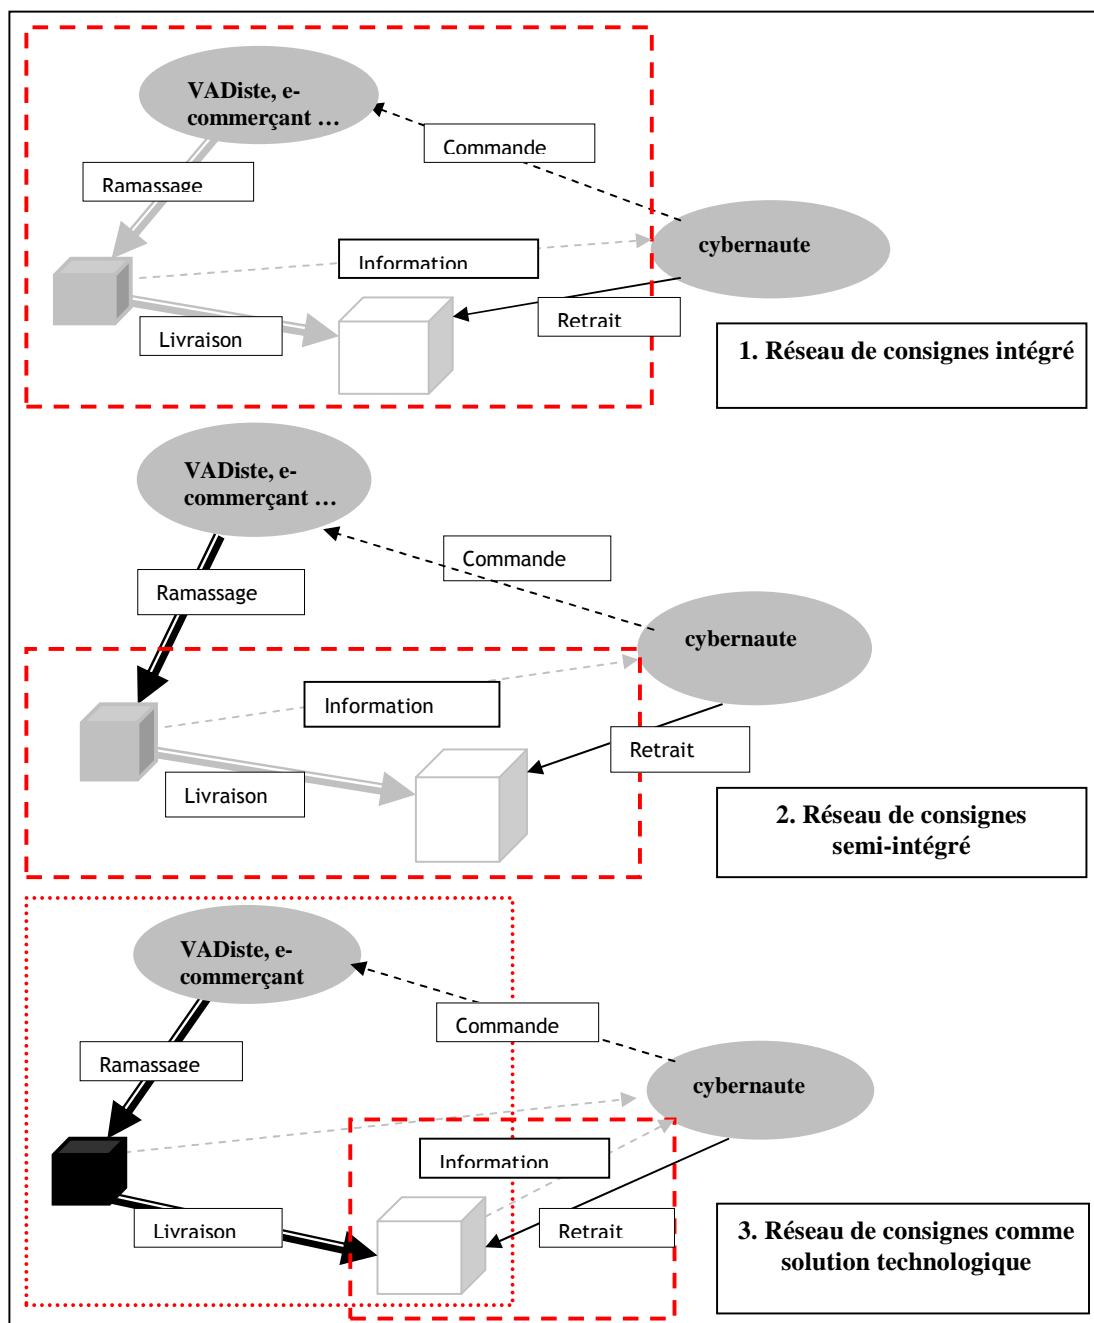 VADiste, e-
commerçant …
Commande
Ramassage
cybernaute
Information
Retrait
Livraison
1. Réseau de consignes intégré
VADiste, e-
commerçant …
Commande
Ramassage
cybernaute
Information
Retrait
Livraison
2. Réseau de consignes
semi-intégré
VADiste, e-
commerçant
Commande
Ramassage
cybernaute
Information
Livraison
Retrait
3. Réseau de consignes comme
solution technologique